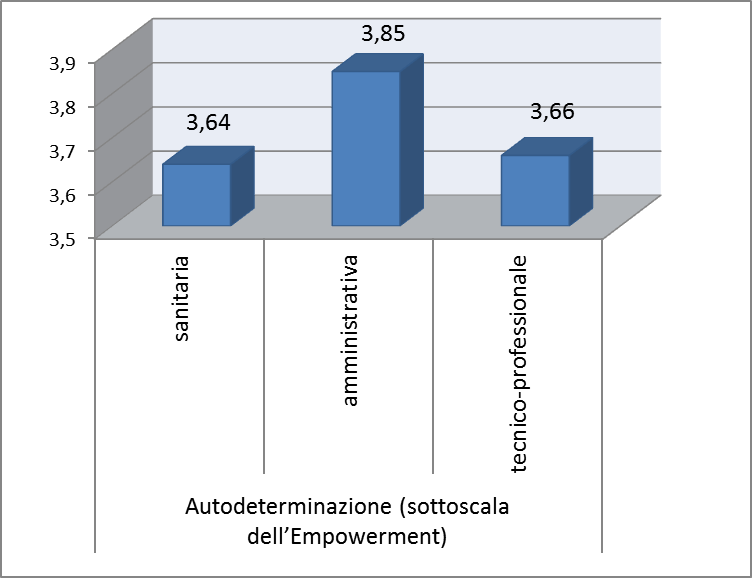 3,85
3,9
3,8
3,64
3,66
3,7
3,6
3,5
sanitaria
amministrativa
tecnico-professionale
Autodeterminazione (sottoscala
dell’Empowerment)